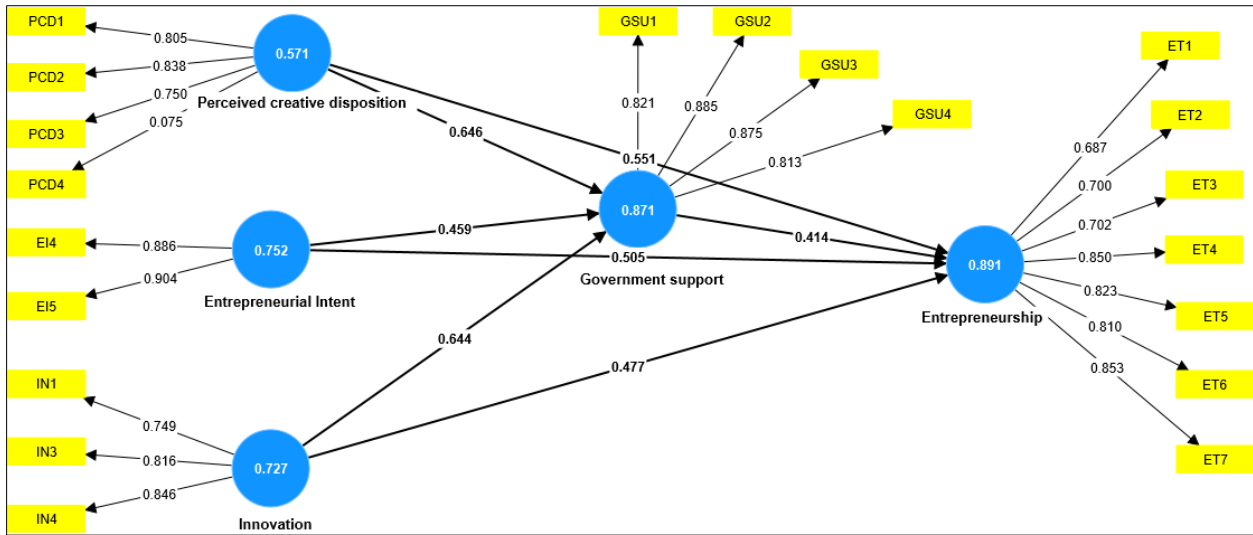 PCD1
0.805
PCD2
0.838
PCD3
0.750
PCD4
0.075
0.571
Perceived creative disposition
EI4
0.886
EI5
0.904
0.752
Entrepreneurial Intent
IN1
0.749
IN3
0.816
IN4
0.846
0.727
Innovation
0.646
0.551
0.459
0.505
0.644
0.477
GSU1
GSU2
GSU3
GSU4
0.821
0.885
0.875
0.813
0.871
Government support
0.414
0.891
Entrepreneurship
ET1
0.687
ET2
0.700
ET3
0.702
ET4
0.850
ET5
0.823
ET6
0.810
ET7
0.853